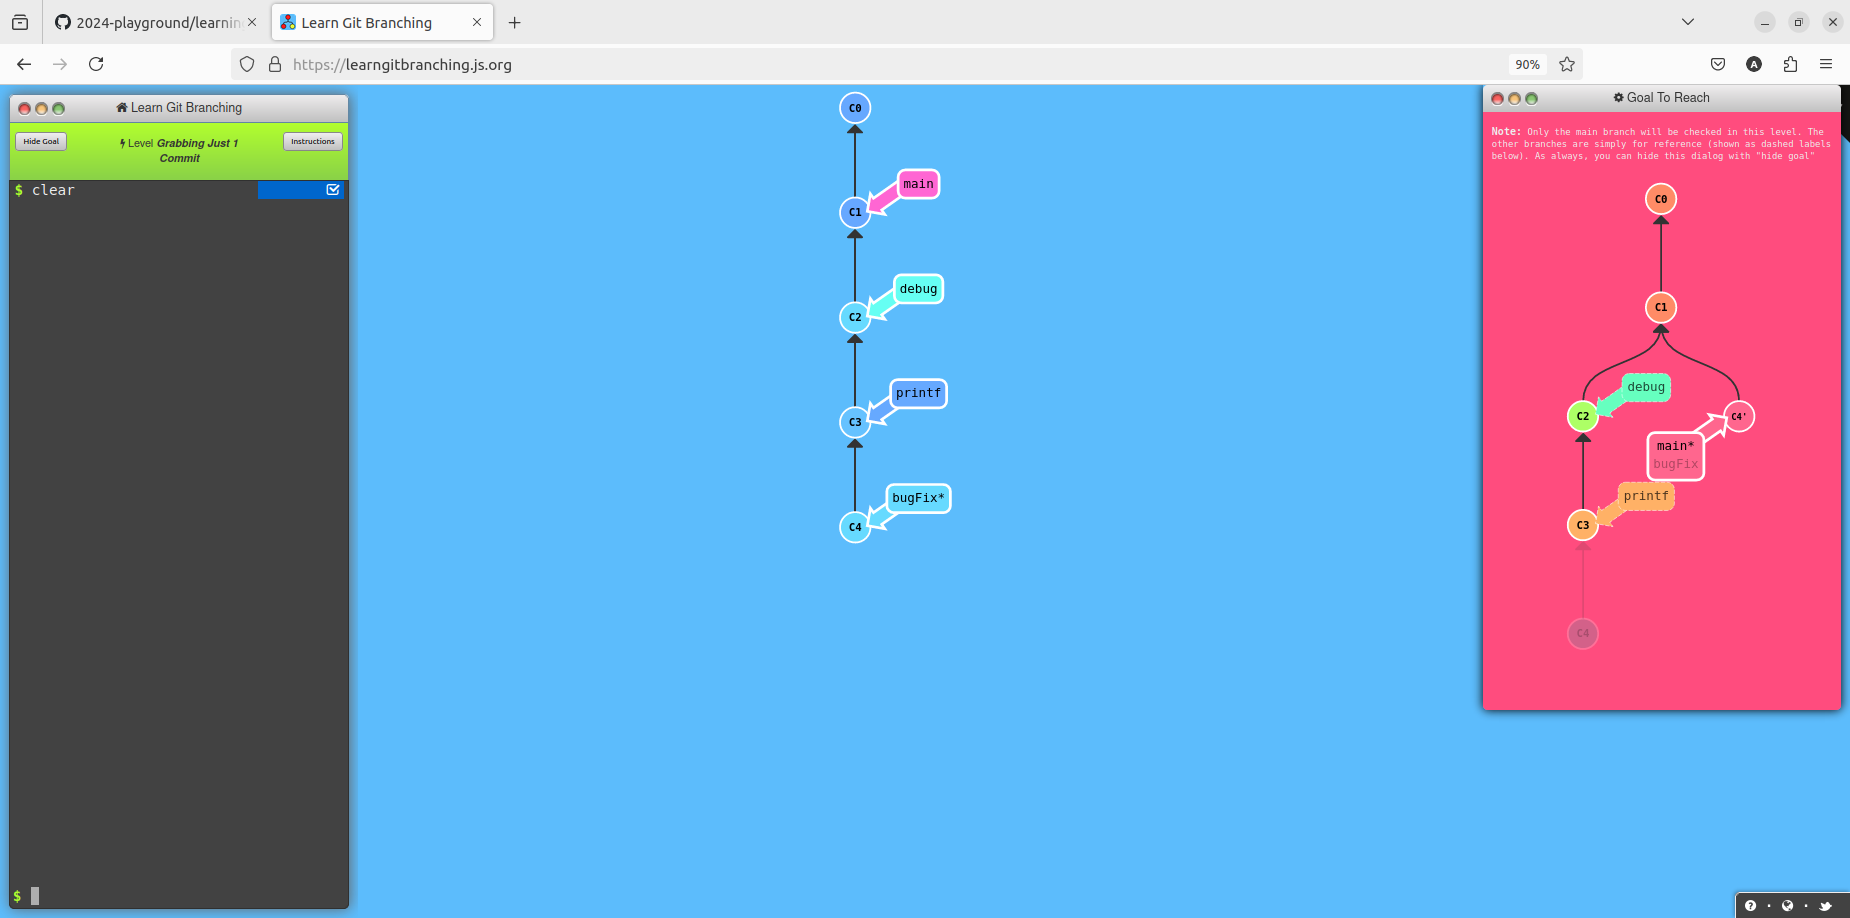 2024-playground/learnin
Learn Git Branching
https://learngitbranching.js.org
90%
A
Learn Git Branching
Hide Goal
Level Grabbing Just 1
Commit
Instructions
$ clear
$
C0
main
C1
debug
C2
printf
C3
bugFix*
C4
Goal To Reach
Note: Only the main branch will be checked in this level. The
other branches are simply for reference (shown as dashed labels
below). As always, you can hide this dialog with "hide goal"
C0
C1
debug
C2
C4'
main*
bugFix
printf
C3
C4